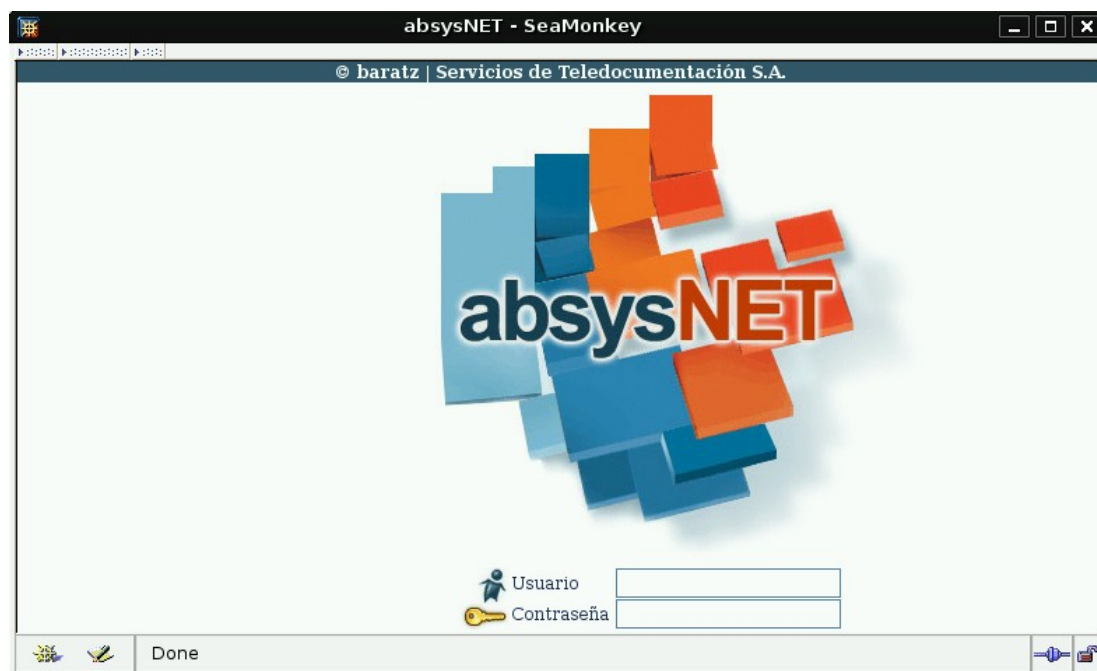 absysNET - SeaMonkey
© baratz | Servicios de Teledocumentación S.A.
absysNET
Usuario
Contraseña
Done